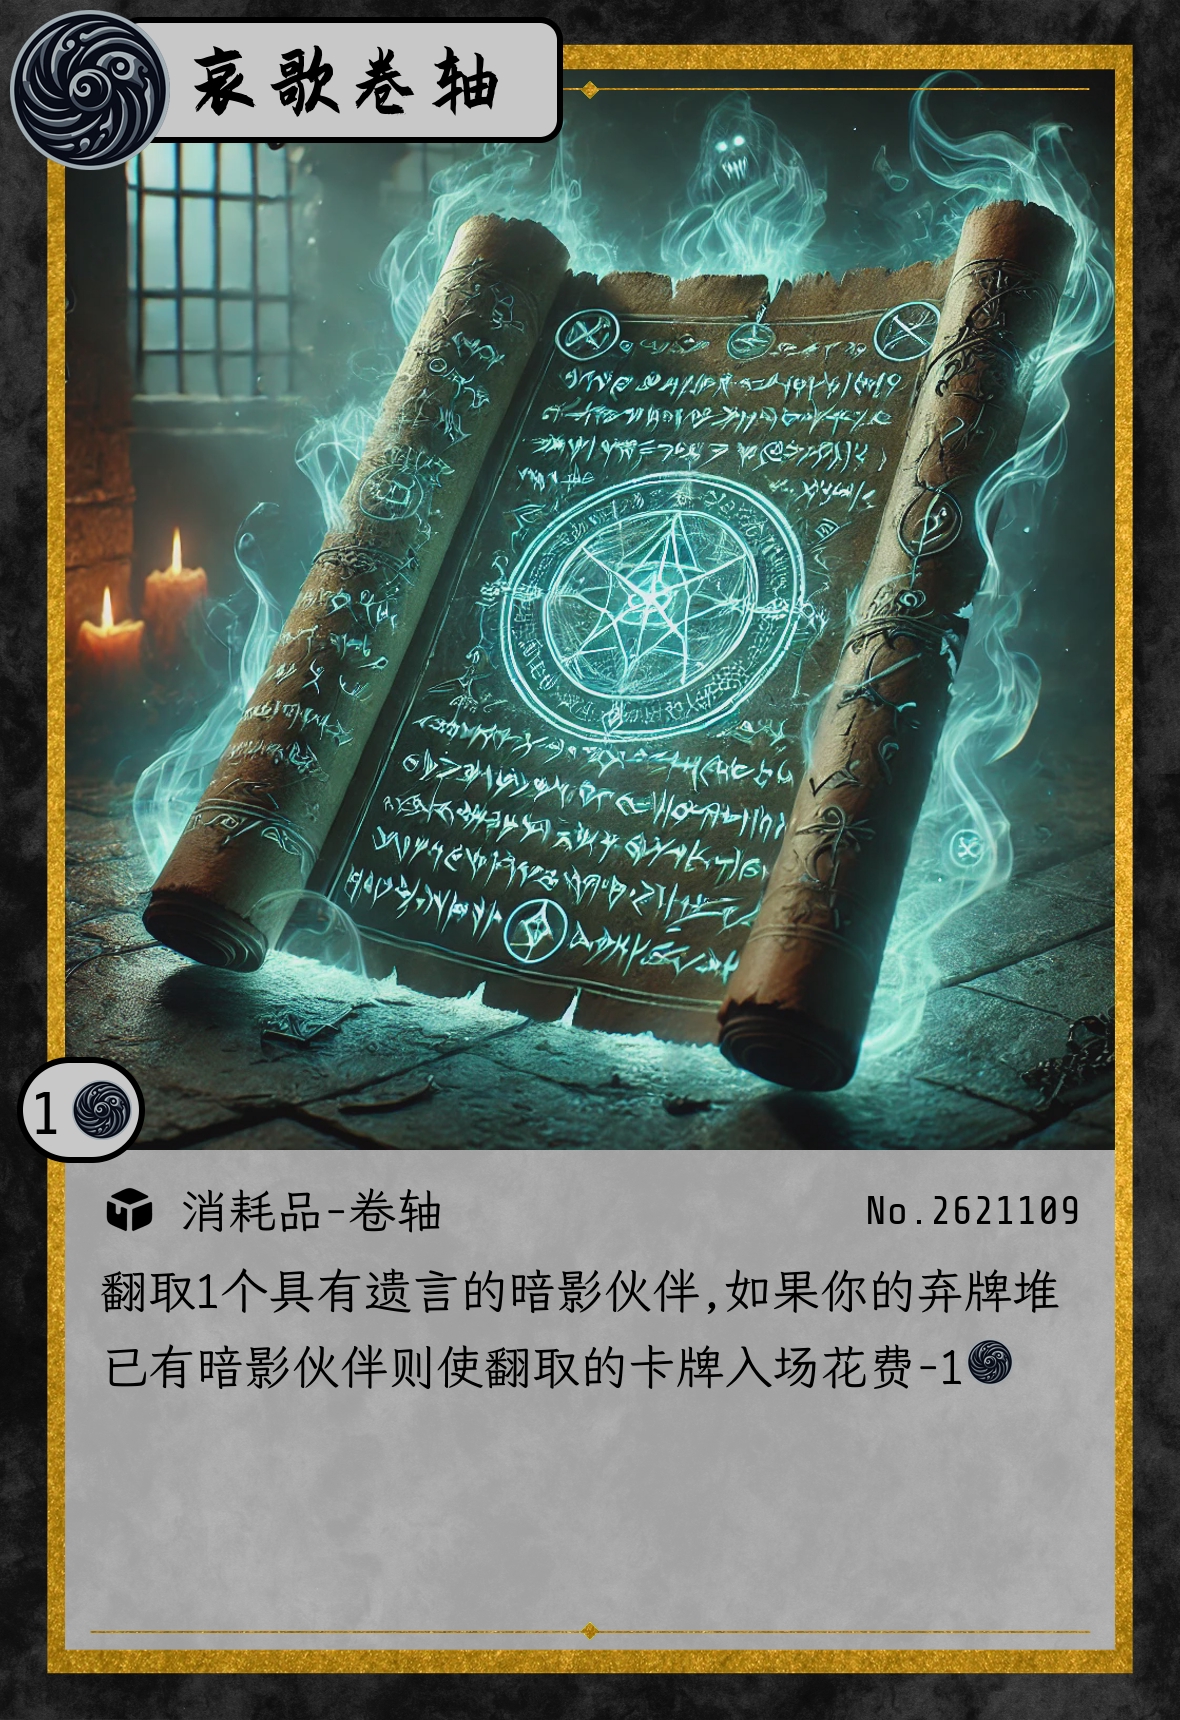 哀歌卷轴
1
消耗品-卷轴
No.2621109
翻取1个具有遗言的暗影伙伴,如果你的弃牌堆
已有暗影伙伴则使翻取的卡牌入场花费-1